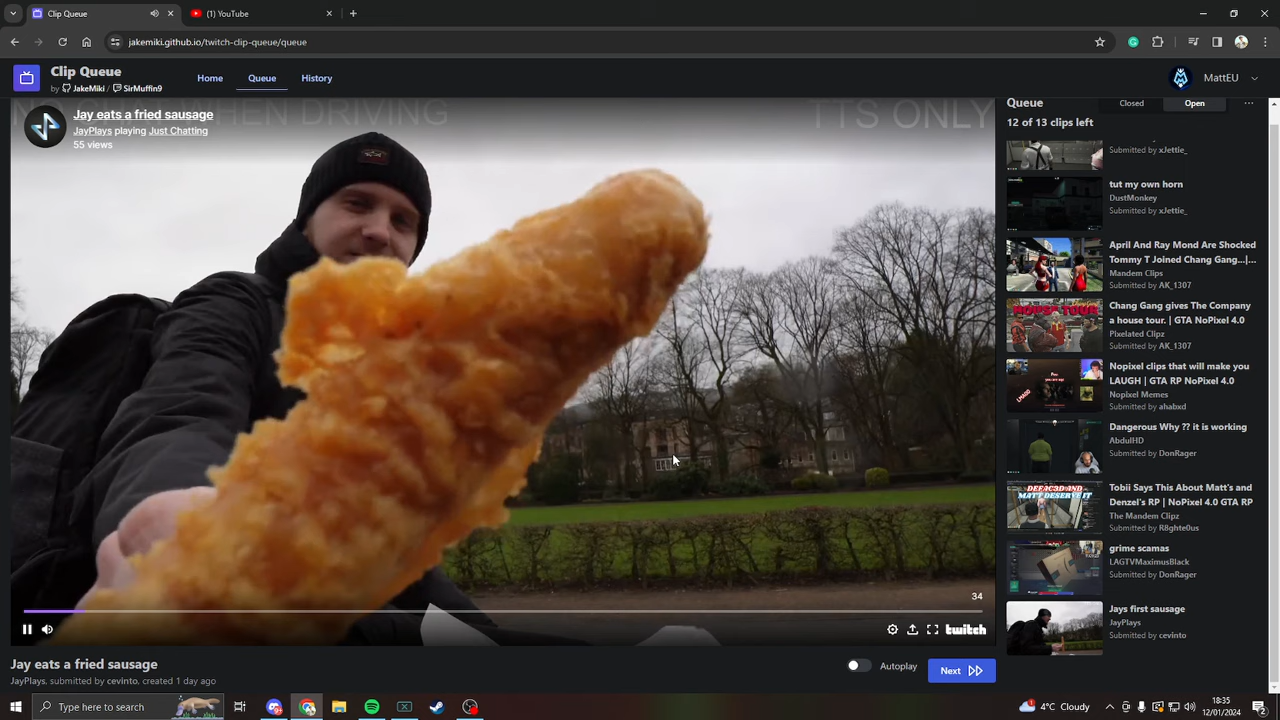 Clip Queue
(1) YouTube
jakemiki.github.io/twitch-clip-queue/queue
Clip Queue
by JakeMiki / SirMuffin9
Home
Queue
History
MattEU
WHEN DRIVING
TTS ONLY
Jay eats a fried sausage
JayPlays playing Just Chatting
55 views
34
twitch
Jay eats a fried sausage
JayPlays, submitted by cevinto, created 1 day ago
Autoplay
Next
Queue
Closed
Open
12 of 13 clips left
Submitted by xJettie_
tut my own horn
DustMonkey
Submitted by xJettie_
April And Ray Mond Are Shocked
Tommy T Joined Chang Gang...|...
Mandem Clips
Submitted by AK_1307
Chang Gang gives The Company
a house tour. | GTA NoPixel 4.0
Pixelated Clipz
Submitted by AK_1307
Nopixel clips that will make you
LAUGH | GTA RP NoPixel 4.0
Nopixel Memes
Submitted by ahabxd
Dangerous Why ?? it is working
AbdulHD
Submitted by DonRager
DEFAC3D AND
MATT DESERVE IT
Tobii Says This About Matt's and
Denzel's RP | NoPixel 4.0 GTA RP
The Mandem Clipz
Submitted by R8ghte0us
grime scamas
LAGTVMaximusBlack
Submitted by DonRager
Jays first sausage
JayPlays
Submitted by cevinto
Type here to search
4°C Cloudy
18:35
12/01/2024